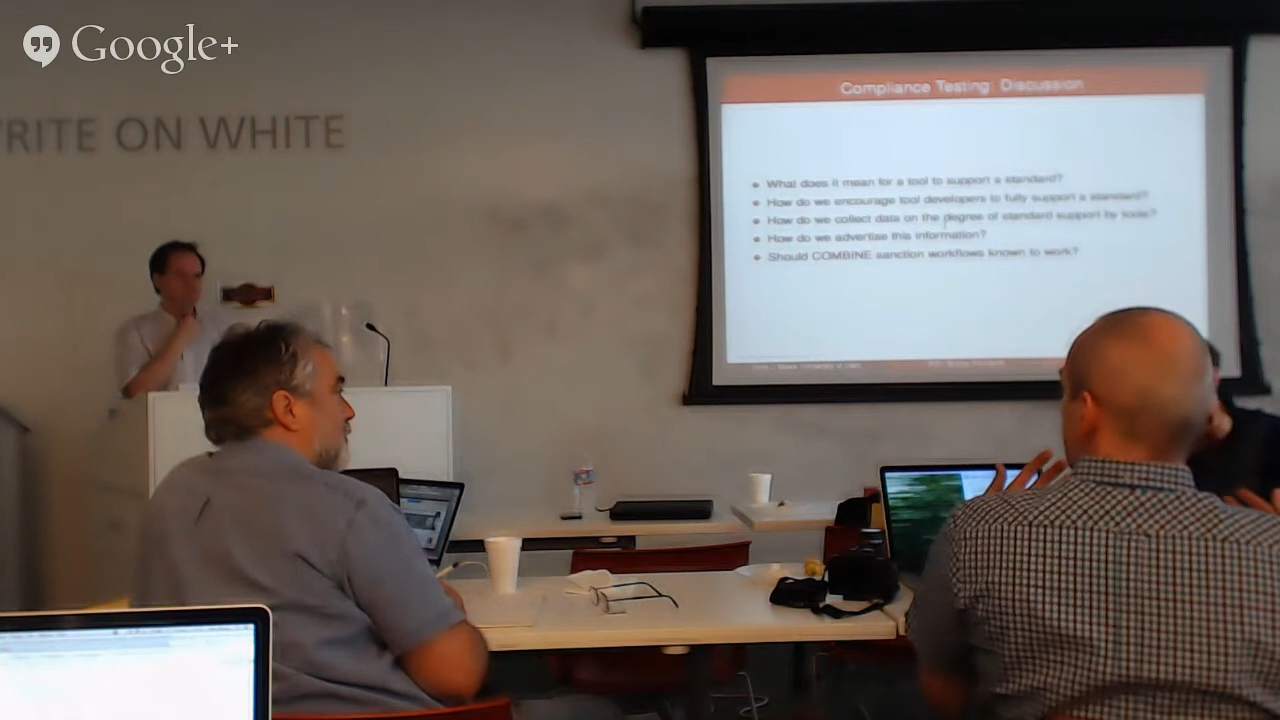 Google+
RITE ON WHITE
Compliance Testing: Discussion
What does it mean for a tool to support a standard?
How do we encourage tool developers to fully support a standard?
How do we collect data on the degree of standard support by tools?
How do we advertise this information?
Should COMBINE sanction workflows known to work?